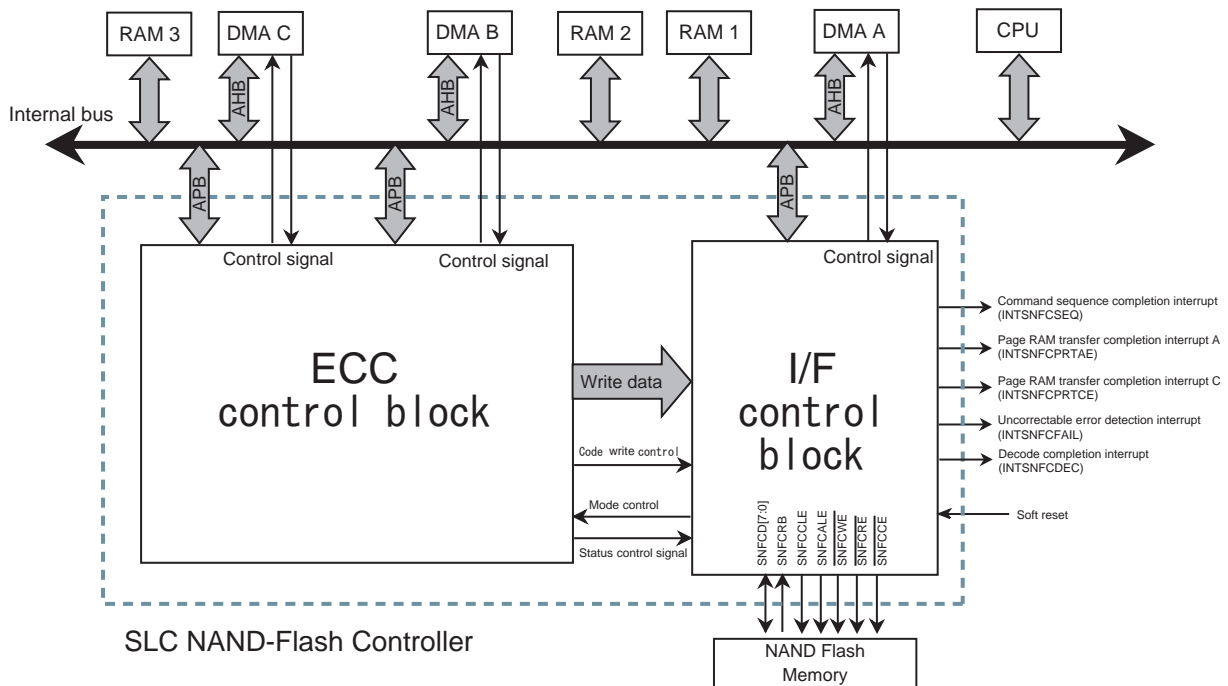 RAM 3
DMA C
DMA B
RAM 2
RAM 1
DMA A
CPU
AHB
AHB
AHB
Internal bus
APB
APB
APB
Control signal
Control signal
Control signal
ECC
control block
Write data
I/F
control
block
Code write control
Mode control
Status control signal
Command sequence completion interrupt
(INTSNFCSEQ)
Page RAM transfer completion interrupt A
(INTSNFCPRTAE)
Page RAM transfer completion interrupt C
(INTSNFCPRTCE)
Uncorrectable error detection interrupt
(INTSNFCFAIL)
Decode completion interrupt
(INTSNFCDEC)
Soft reset
SNFCD[7:0]
SNFCRB
SNFCCLE
SNFCALE
SNFCWE
SNFCRE
SNFCCE
SLC NAND-Flash Controller
NAND Flash
Memory